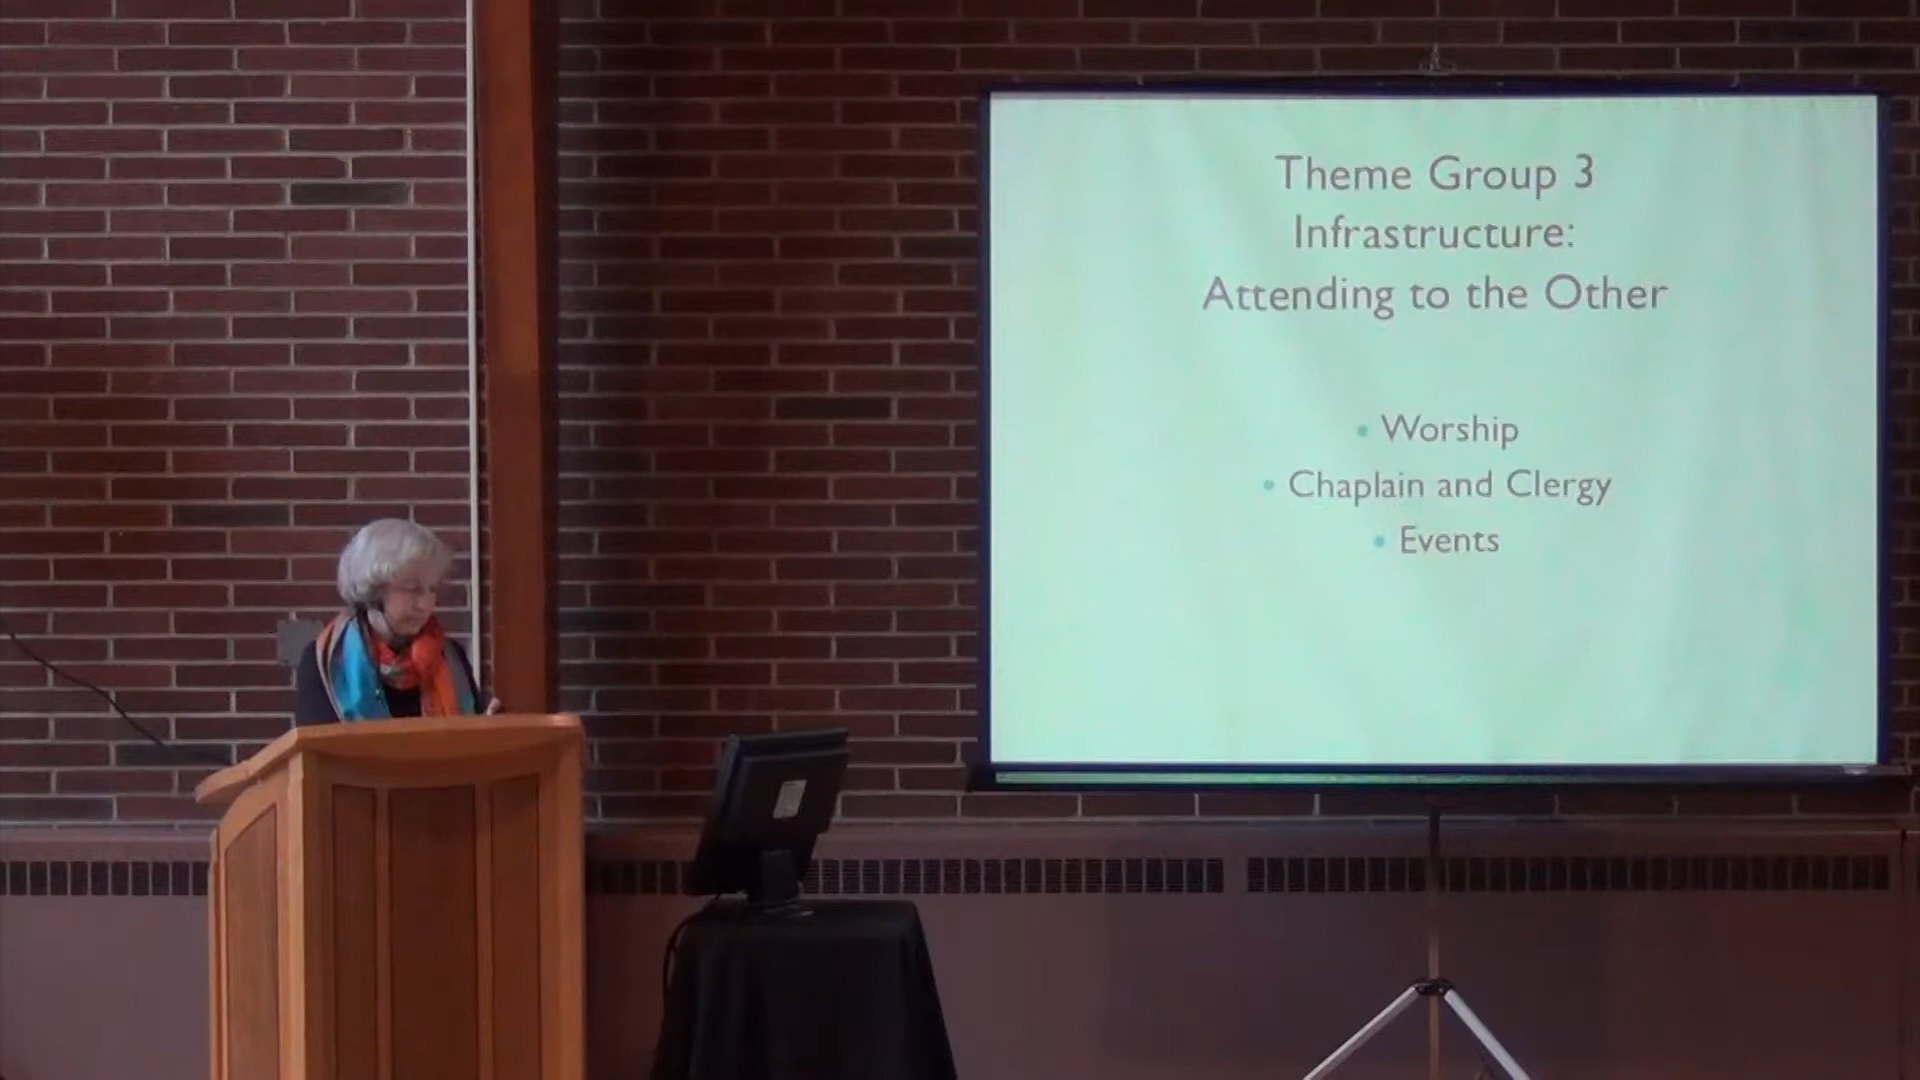 Theme Group 3
Infrastructure:
Attending to the Other
• Worship
• Chaplain and Clergy
• Events